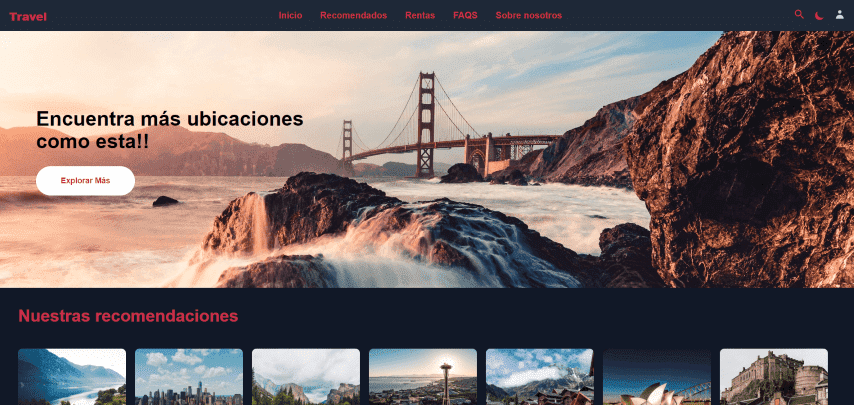 Travel
Inicio
Recomendados
Rentas
FAQS
Sobre nosotros
Encuentra más ubicaciones
como esta!!
Explorar Más
Nuestras recomendaciones